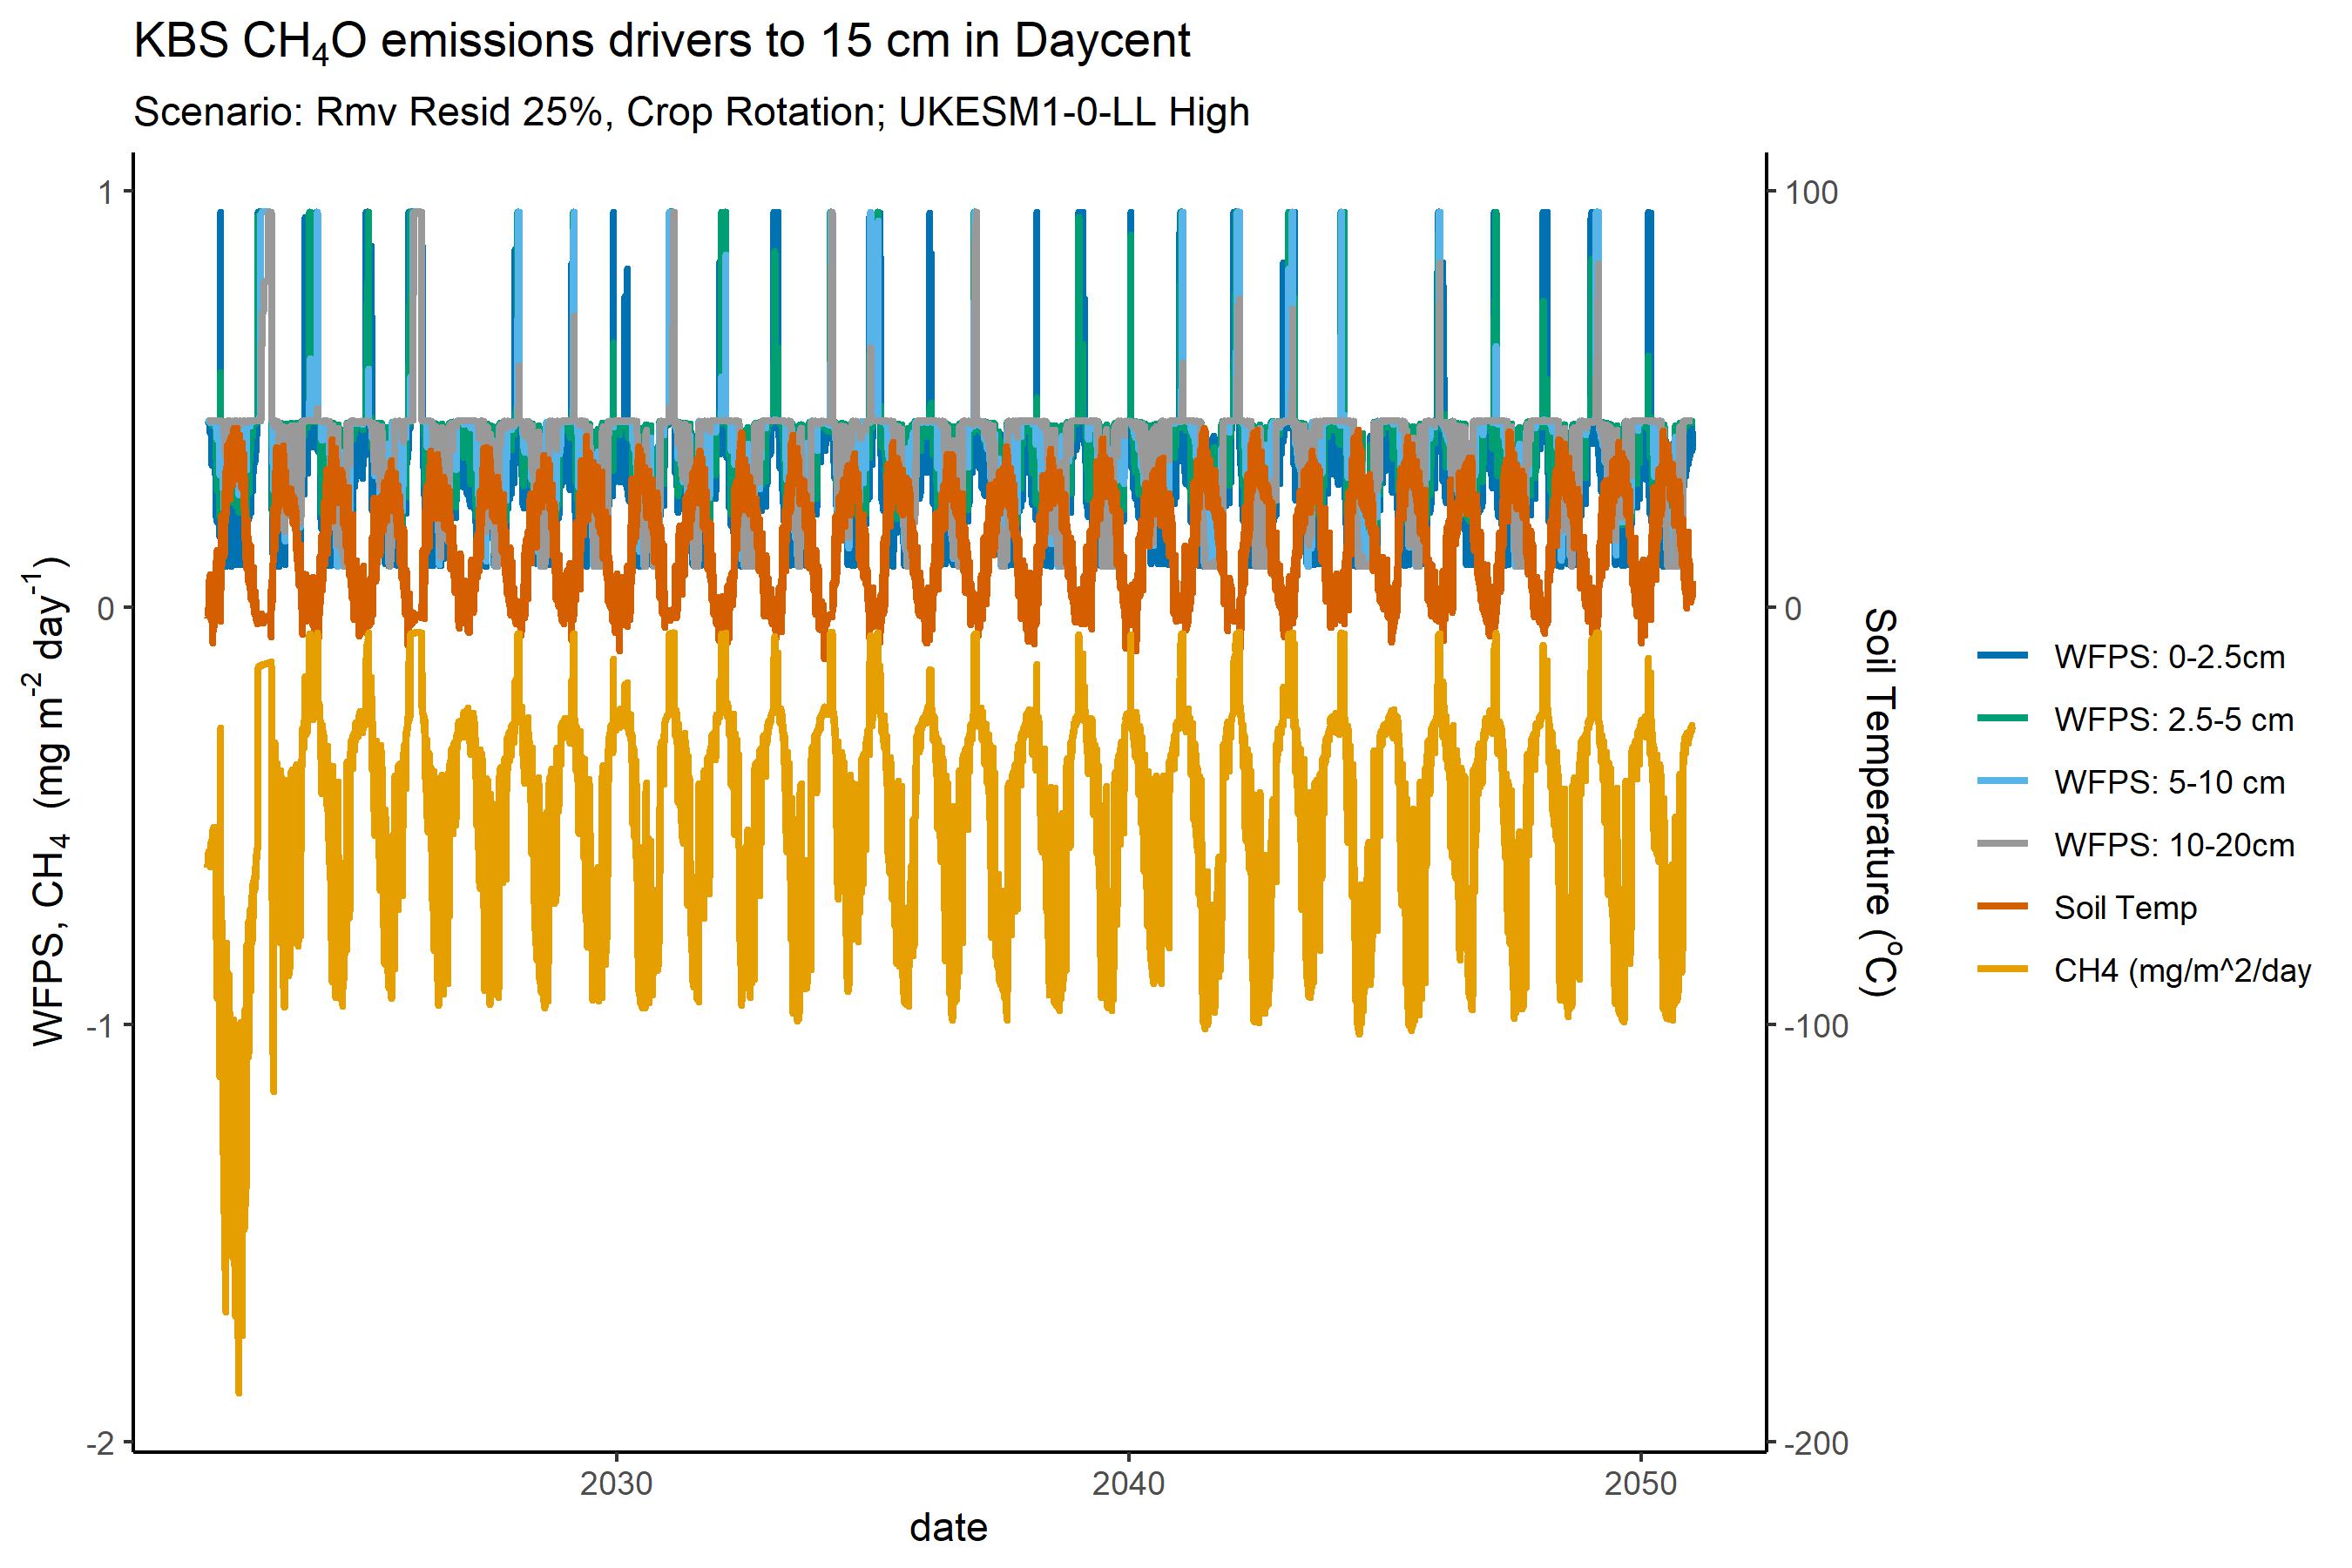 KBS CH₄O emissions drivers to 15 cm in Daycent
Scenario: Rmv Resid 25%, Crop Rotation; UKESM1-0-LL High
WFPS, CH₄ (mg m⁻² day⁻¹)
1
0
-1
-2
2030
2040
2050
date
100
0
-100
-200
Soil Temperature (°C)
WFPS: 0-2.5cm
WFPS: 2.5-5 cm
WFPS: 5-10 cm
WFPS: 10-20cm
Soil Temp
CH4 (mg/m^2/day